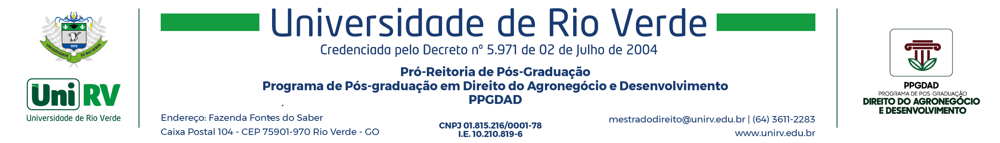 UNIVERSIDADE DE RIO VERDE
1973
UniRV
Universidade de Rio Verde
Universidade de Rio Verde
Credenciada pelo Decreto nº 5.971 de 02 de Julho de 2004
Pró-Reitoria de Pós-Graduação
Programa de Pós-graduação em Direito do Agronegócio e Desenvolvimento
PPGDAD
Endereço: Fazenda Fontes do Saber
Caixa Postal 104 - CEP 75901-970 Rio Verde - GO
CNPJ 01.815.216/0001-78
I.E. 10.210.819-6
mestradodireito@unirv.edu.br | (64) 3611-2283
www.unirv.edu.br
PPGDAD
PROGRAMA DE POS-GRADUAÇÃO
DIREITO DO AGRONEGÓCIO
E DESENVOLVIMENTO